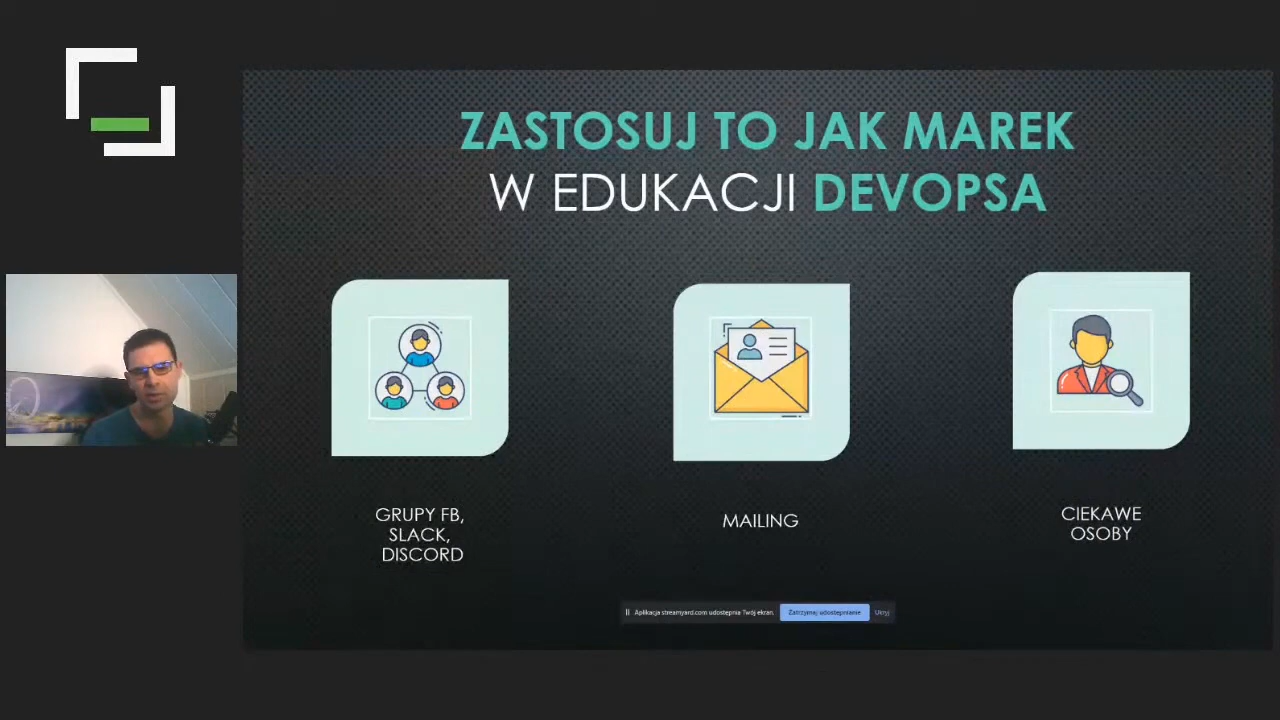 ZASTOSUJ TO JAK MAREK
W EDUKACJI DEVOPSA
GRUPY FB,
SLACK,
DISCORD
MAILING
CIEKAWE
OSOBY
Aplikacja streamyard.com udostępnia Twój ekran. Zatrzymaj udostępnianie Ukryj